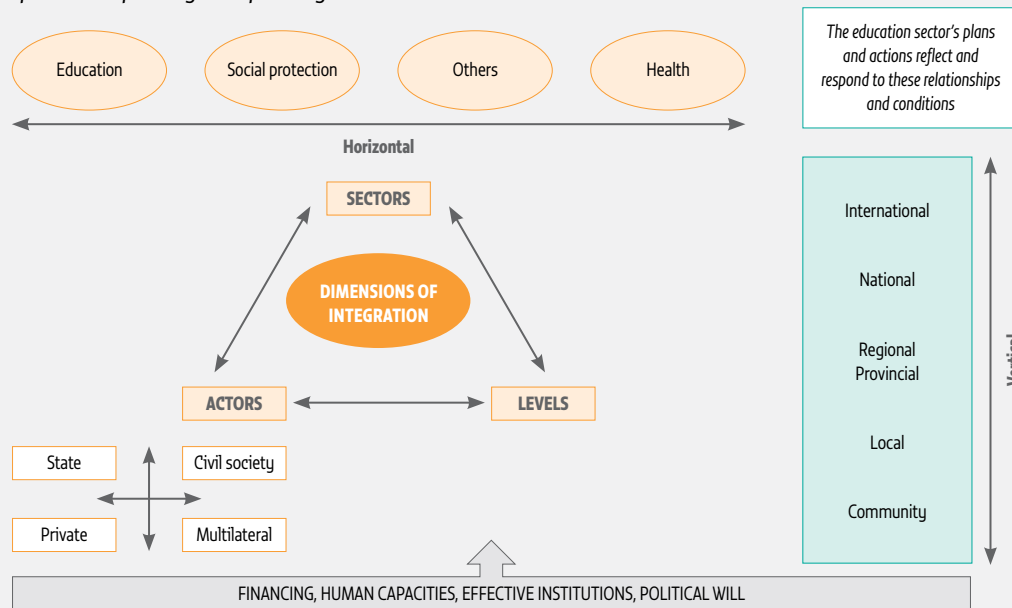 Education
Social protection
Others
Health
The education sector's plans
and actions reflect and
respond to these relationships
and conditions
Horizontal
SECTORS
DIMENSIONS OF
INTEGRATION
ACTORS
LEVELS
State
Civil society
Private
Multilateral
International
National
Regional
Provincial
Local
Community
Vertical
FINANCING, HUMAN CAPACITIES, EFFECTIVE INSTITUTIONS, POLITICAL WILL